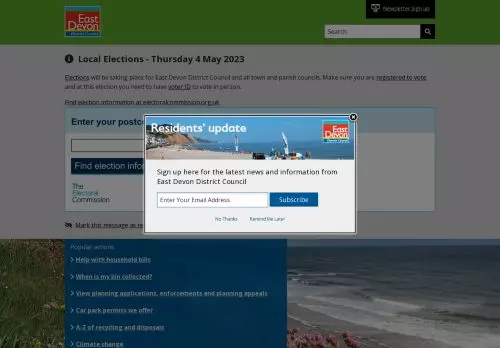 East
Devon
District Council
Newsletter sign up
Search
Local Elections - Thursday 4 May 2023
Elections will be taking place for East Devon District Council and all town and parish councils. Make sure you are registered to vote
and at this election you need to have voter ID to vote in person.
Find election information at electoralcommission.org.uk
Enter your postco
Find election inform
The
Electoral
Commission
Mark this message as re
Residents' update
East
Devon
District Council
Sign up here for the latest news and information from
East Devon District Council
Enter Your Email Address
Subscribe
No Thanks
Remind Me Later
Popular actions
Help with household bills
When is my bin collected?
View planning applications, enforcements and planning appeals
Car park permits we offer
A-Z of recycling and disposals
Climate change